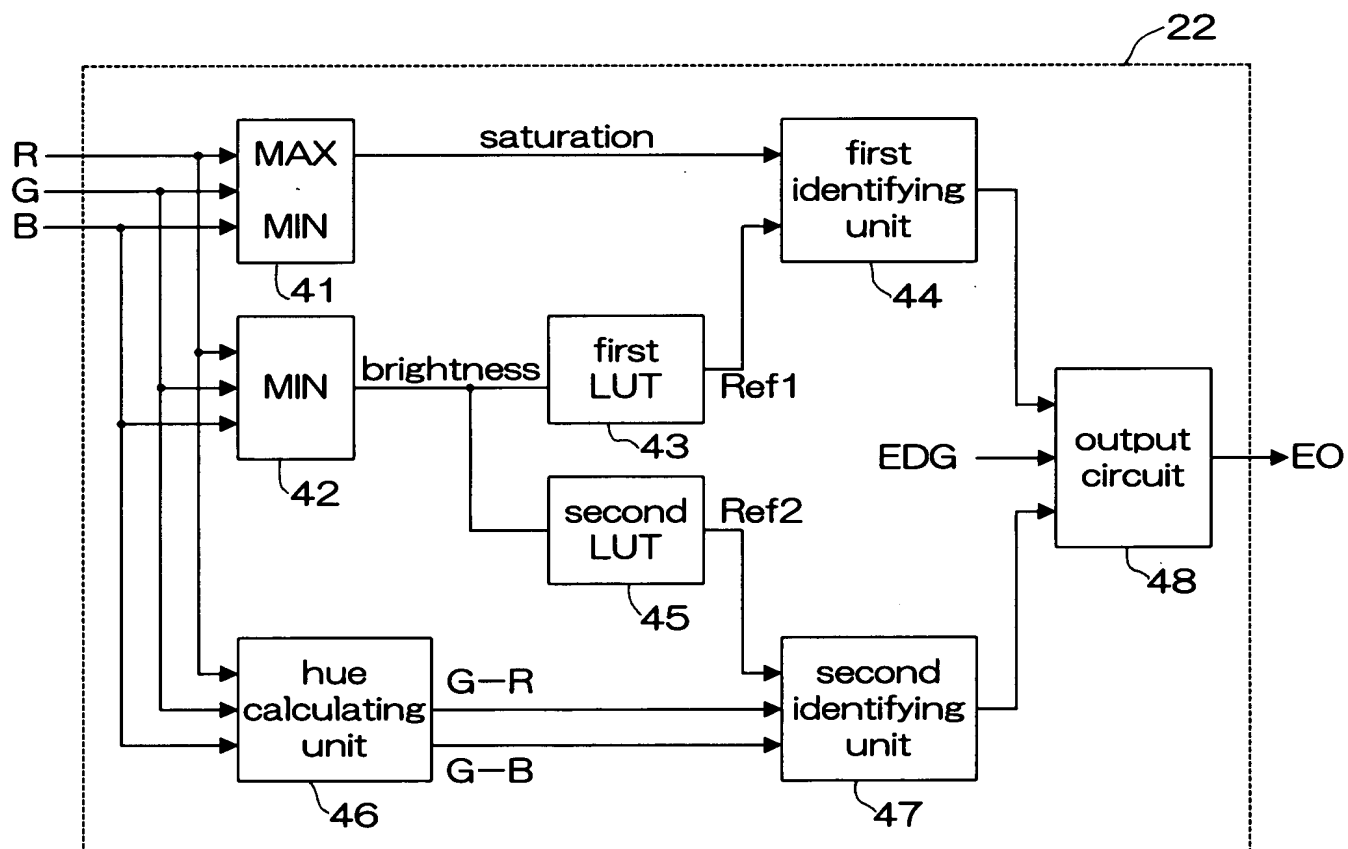 22
R
G
B
MAX
MIN
41
saturation
first
identifying
unit
44
MIN
42
brightness
first
LUT
43
Ref1
second
LUT
45
Ref2
EDG
output
circuit
48
EO
hue
calculating
unit
46
G-R
G-B
second
identifying
unit
47